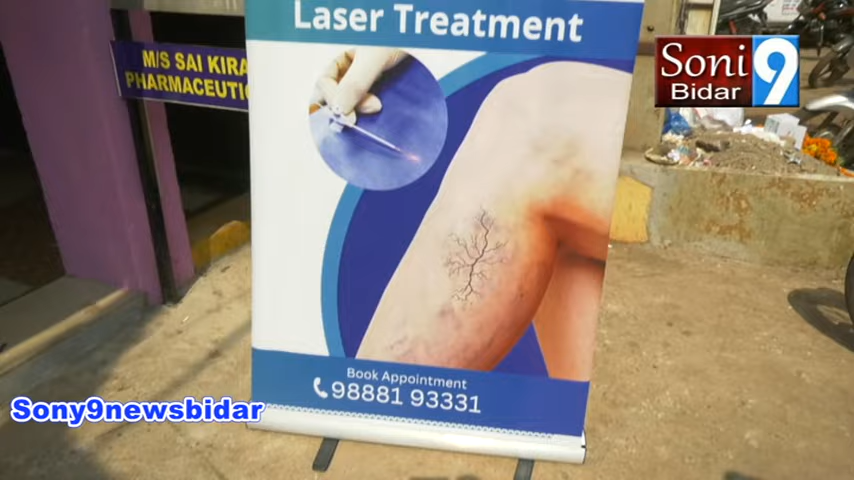 Laser Treatment
M/S SAI KIRA
PHARMACEUTIC
Soni 9
Bidar
Book Appointment
98881 93331
Sony9newsbidar